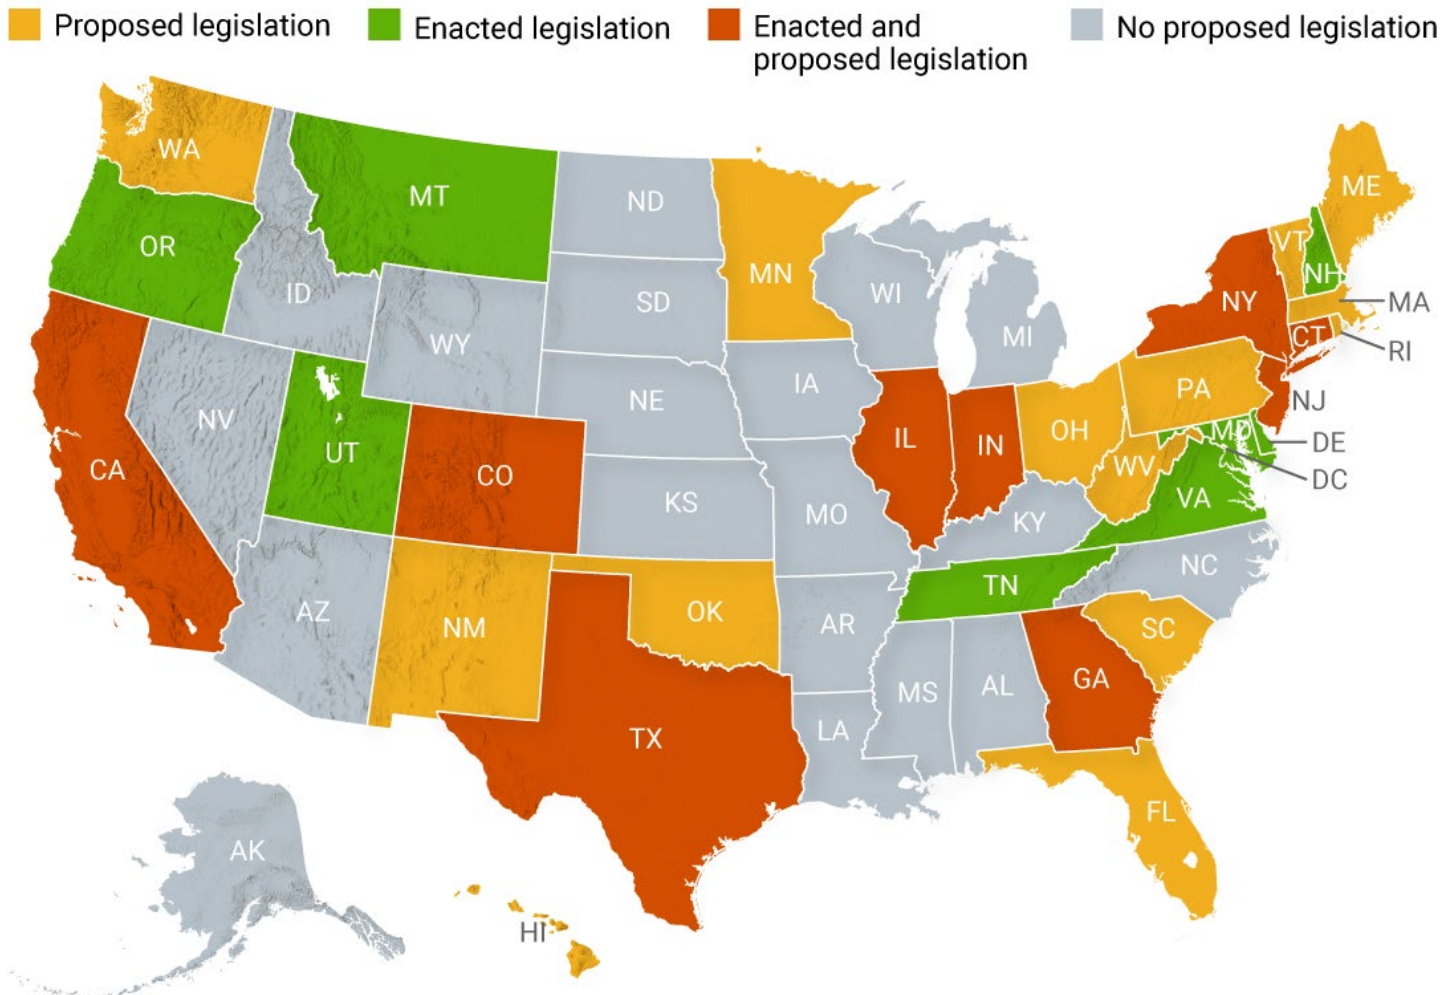 Proposed legislation
Enacted legislation
Enacted and
proposed legislation
No proposed legislation
WA
MT
ND
MN
ME
OR
ID
SD
WI
VT
NH
NY
MA
WY
MI
CT
RI
NV
UT
NE
IA
PA
NJ
CA
CO
IL
IN
OH
MD
DE
KS
MO
WV
DC
VA
KY
AZ
NM
OK
AR
TN
NC
SC
TX
LA
MS
AL
GA
FL
AK
HI